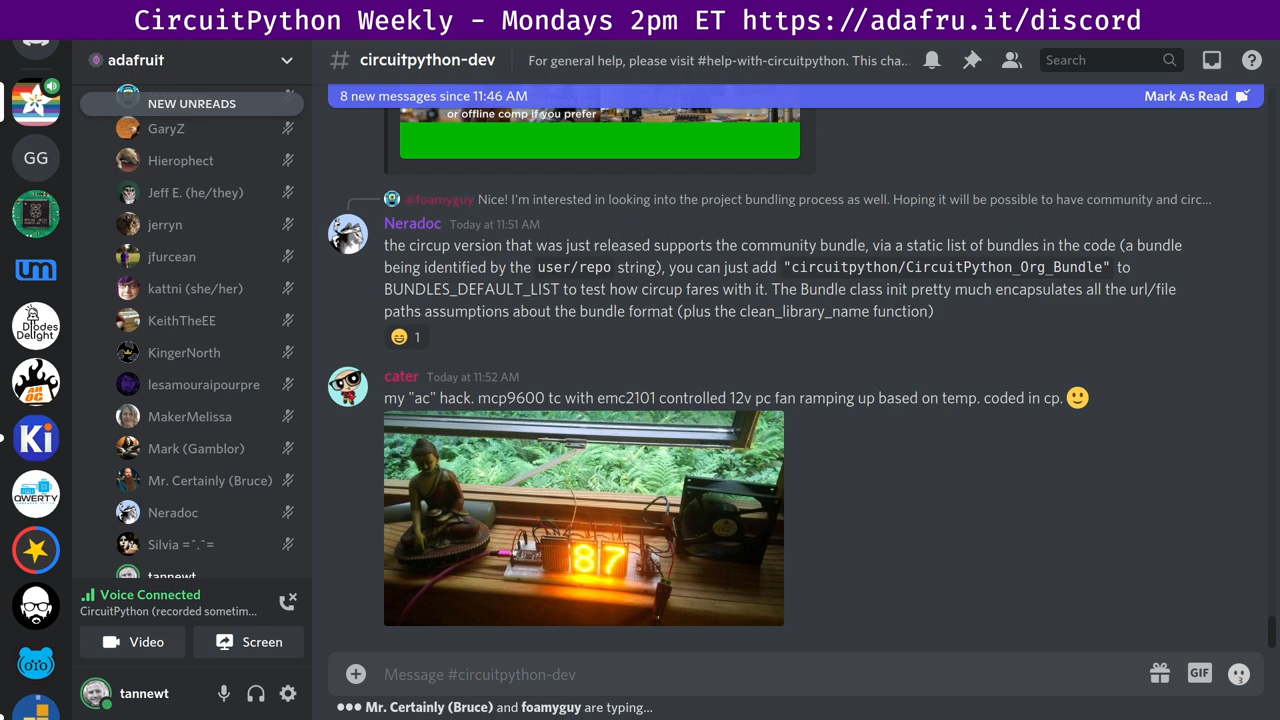 CircuitPython Weekly - Mondays 2pm ET https://adafru.it/discord
adafruit
# circuitpython-dev
For general help, please visit #help-with-circuitpython. This cha...
Search
NEW UNREADS
8 new messages since 11:46 AM
Mark As Read
or offline comp if you prefer
GG
GaryZ
Hierophect
Jeff E. (he/they)
jerryn
jfurcean
kattni (she/her)
KeithTheEE
KingerNorth
lesamouraipourpre
MakerMelissa
Mark (Gamblor)
Mr. Certainly (Bruce)
Neradoc
Silvia =^.^=
tannewt
um
Diodes
Delight
Ki
QWERTY
@foamyguy Nice! I'm interested in looking into the project bundling process as well. Hoping it will be possible to have community and circ...
Neradoc Today at 11:51 AM
the circup version that was just released supports the community bundle, via a static list of bundles in the code (a bundle
being identified by the user/repo string), you can just add "circuitpython/CircuitPython_Org_Bundle" to
BUNDLES_DEFAULT_LIST to test how circup fares with it. The Bundle class init pretty much encapsulates all the url/file
paths assumptions about the bundle format (plus the clean_library_name function)
1
cater Today at 11:52 AM
my "ac" hack. mcp9600 tc with emc2101 controlled 12v pc fan ramping up based on temp. coded in cp.
87
Voice Connected
CircuitPython (recorded sometim...
Video
Screen
tannewt
Message #circuitpython-dev
GIF
Mr. Certainly (Bruce) and foamyguy are typing...